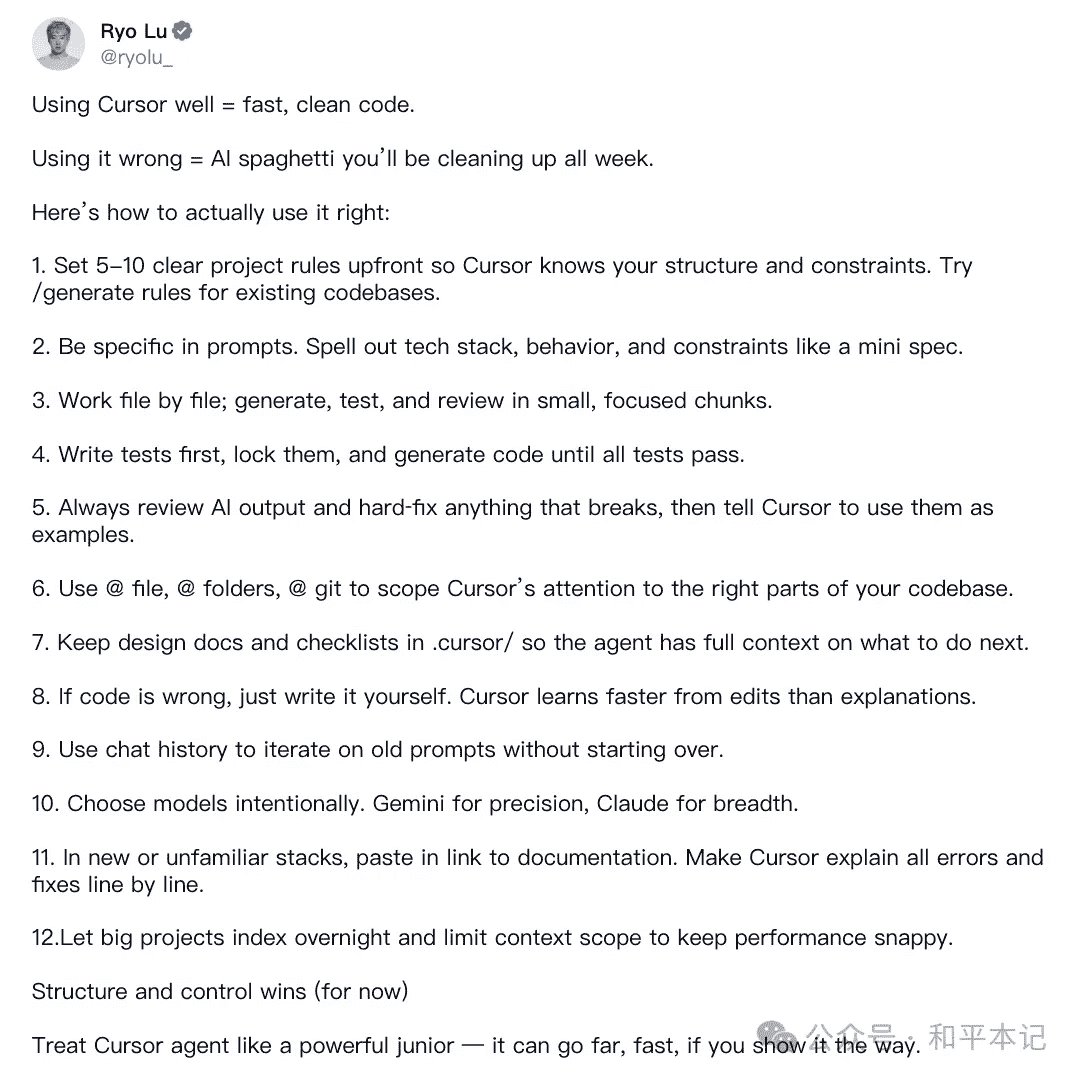 Ryo Lu
@ryolu_
Using Cursor well = fast, clean code.
Using it wrong = AI spaghetti you’ll be cleaning up all week.
Here’s how to actually use it right:
1. Set 5–10 clear project rules upfront so Cursor knows your structure and constraints. Try
/generate rules for existing codebases.
2. Be specific in prompts. Spell out tech stack, behavior, and constraints like a mini spec.
3. Work file by file; generate, test, and review in small, focused chunks.
4. Write tests first, lock them, and generate code until all tests pass.
5. Always review AI output and hard-fix anything that breaks, then tell Cursor to use them as
examples.
6. Use @ file, @ folders, @ git to scope Cursor’s attention to the right parts of your codebase.
7. Keep design docs and checklists in .cursor/ so the agent has full context on what to do next.
8. If code is wrong, just write it yourself. Cursor learns faster from edits than explanations.
9. Use chat history to iterate on old prompts without starting over.
10. Choose models intentionally. Gemini for precision, Claude for breadth.
11. In new or unfamiliar stacks, paste in link to documentation. Make Cursor explain all errors and
fixes line by line.
12.Let big projects index overnight and limit context scope to keep performance snappy.
Structure and control wins (for now)
Treat Cursor agent like a powerful junior — it can go far, fast, if you show it the way.
公众号 · 和平本记